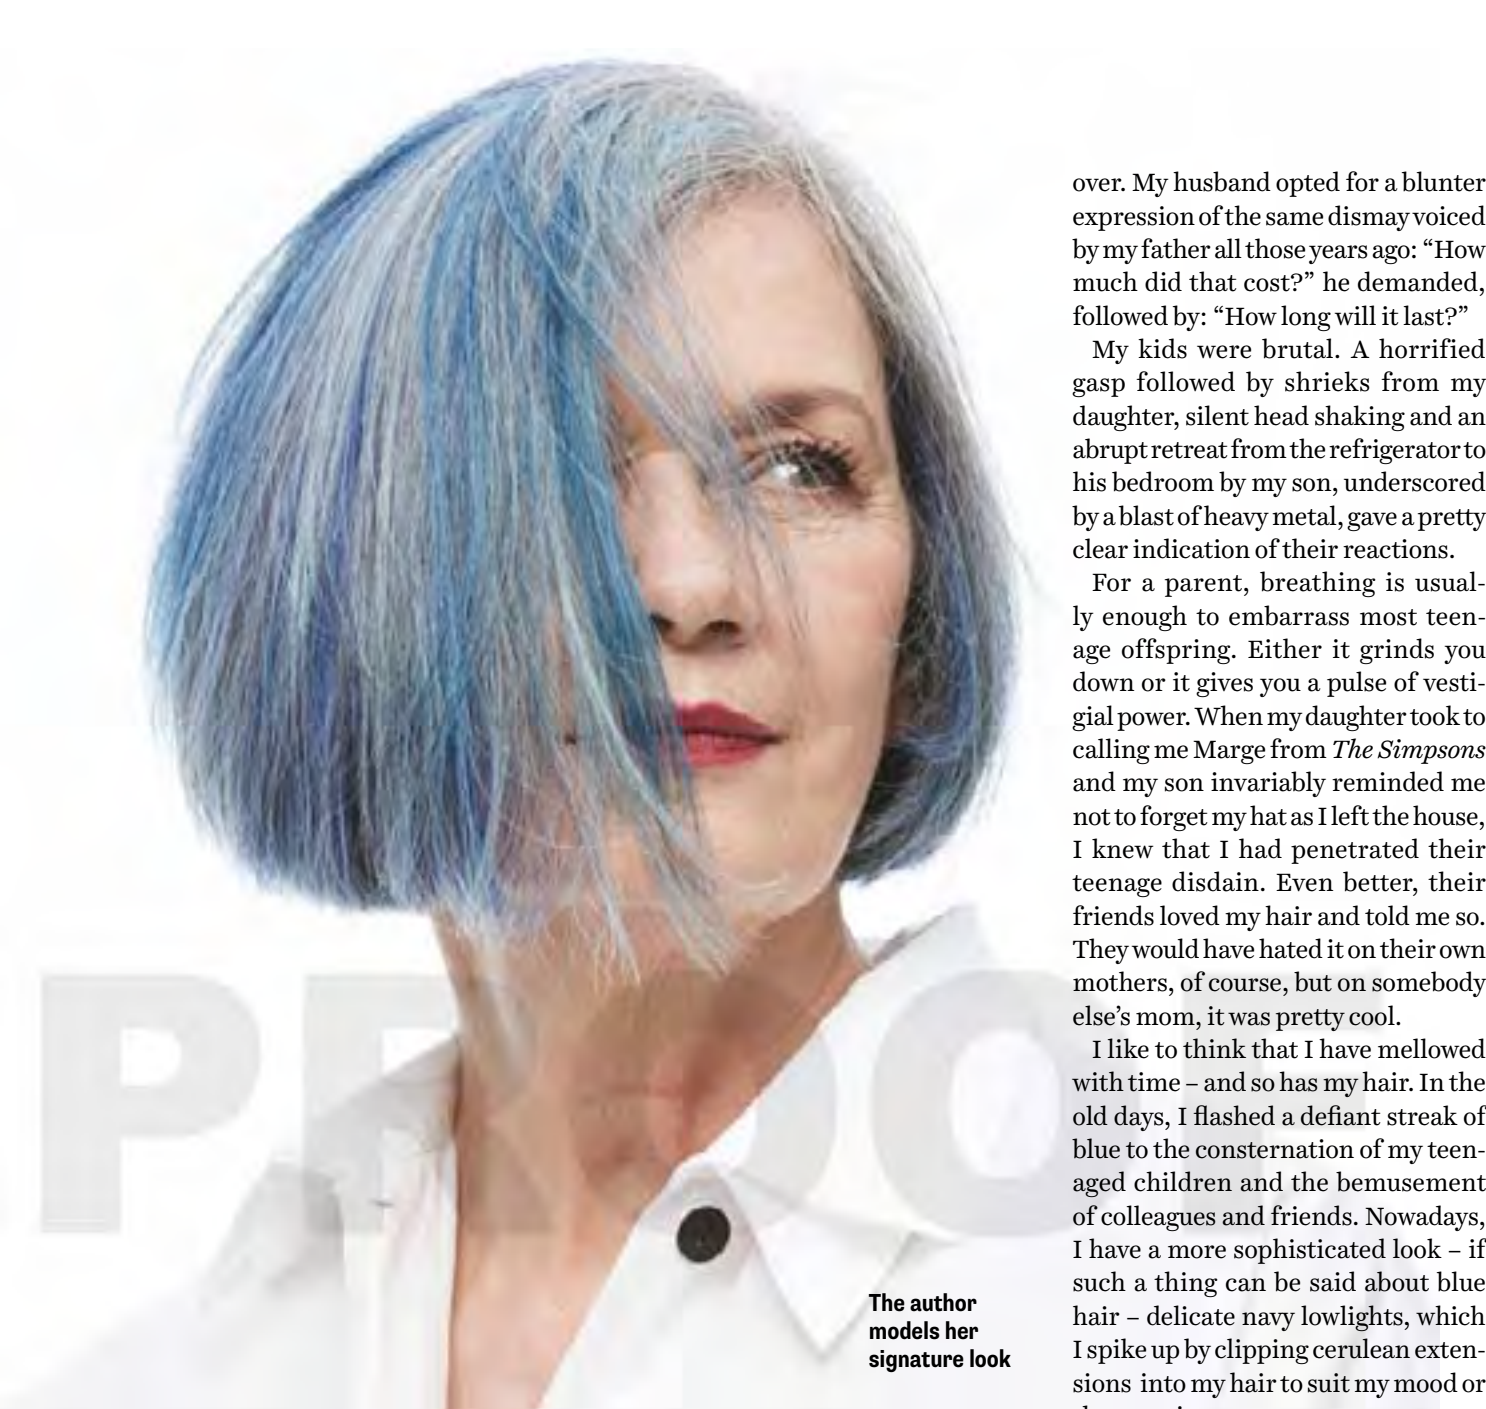 over. My husband opted for a blunter
expression of the same dismay voiced
by my father all those years ago: “How
much did that cost?” he demanded,
followed by: “How long will it last?”
My kids were brutal. A horrified
gasp followed by shrieks from my
daughter, silent head shaking and an
abrupt retreat from the refrigerator to
his bedroom by my son, underscored
by a blast of heavy metal, gave a pretty
clear indication of their reactions.
For a parent, breathing is usual-
ly enough to embarrass most teen-
age offspring. Either it grinds you
down or it gives you a pulse of vesti-
gial power. When my daughter took to
calling me Marge from The Simpsons
and my son invariably reminded me
not to forget my hat as I left the house,
I knew that I had penetrated their
teenage disdain. Even better, their
friends loved my hair and told me so.
They would have hated it on their own
mothers, of course, but on somebody
else’s mom, it was pretty cool.
I like to think that I have mellowed
with time – and so has my hair. In the
old days, I flashed a defiant streak of
blue to the consternation of my teen-
aged children and the bemusement
of colleagues and friends. Nowadays,
I have a more sophisticated look – if
such a thing can be said about blue
hair – delicate navy lowlights, which
I spike up by clipping cerulean exten-
sions into my hair to suit my mood or
PROOF
The author
models her
signature look